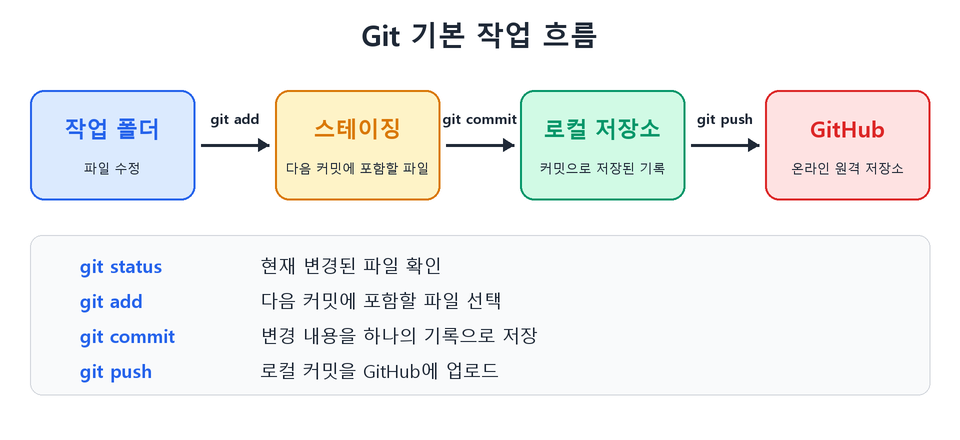 Git 기본 작업 흐름
작업 폴더
파일 수정
git add
스테이징
다음 커밋에 포함할 파일
git commit
로컬 저장소
커밋으로 저장된 기록
git push
GitHub
온라인 원격 저장소
git status 현재 변경된 파일 확인
git add 다음 커밋에 포함할 파일 선택
git commit 변경 내용을 하나의 기록으로 저장
git push 로컬 커밋을 GitHub에 업로드